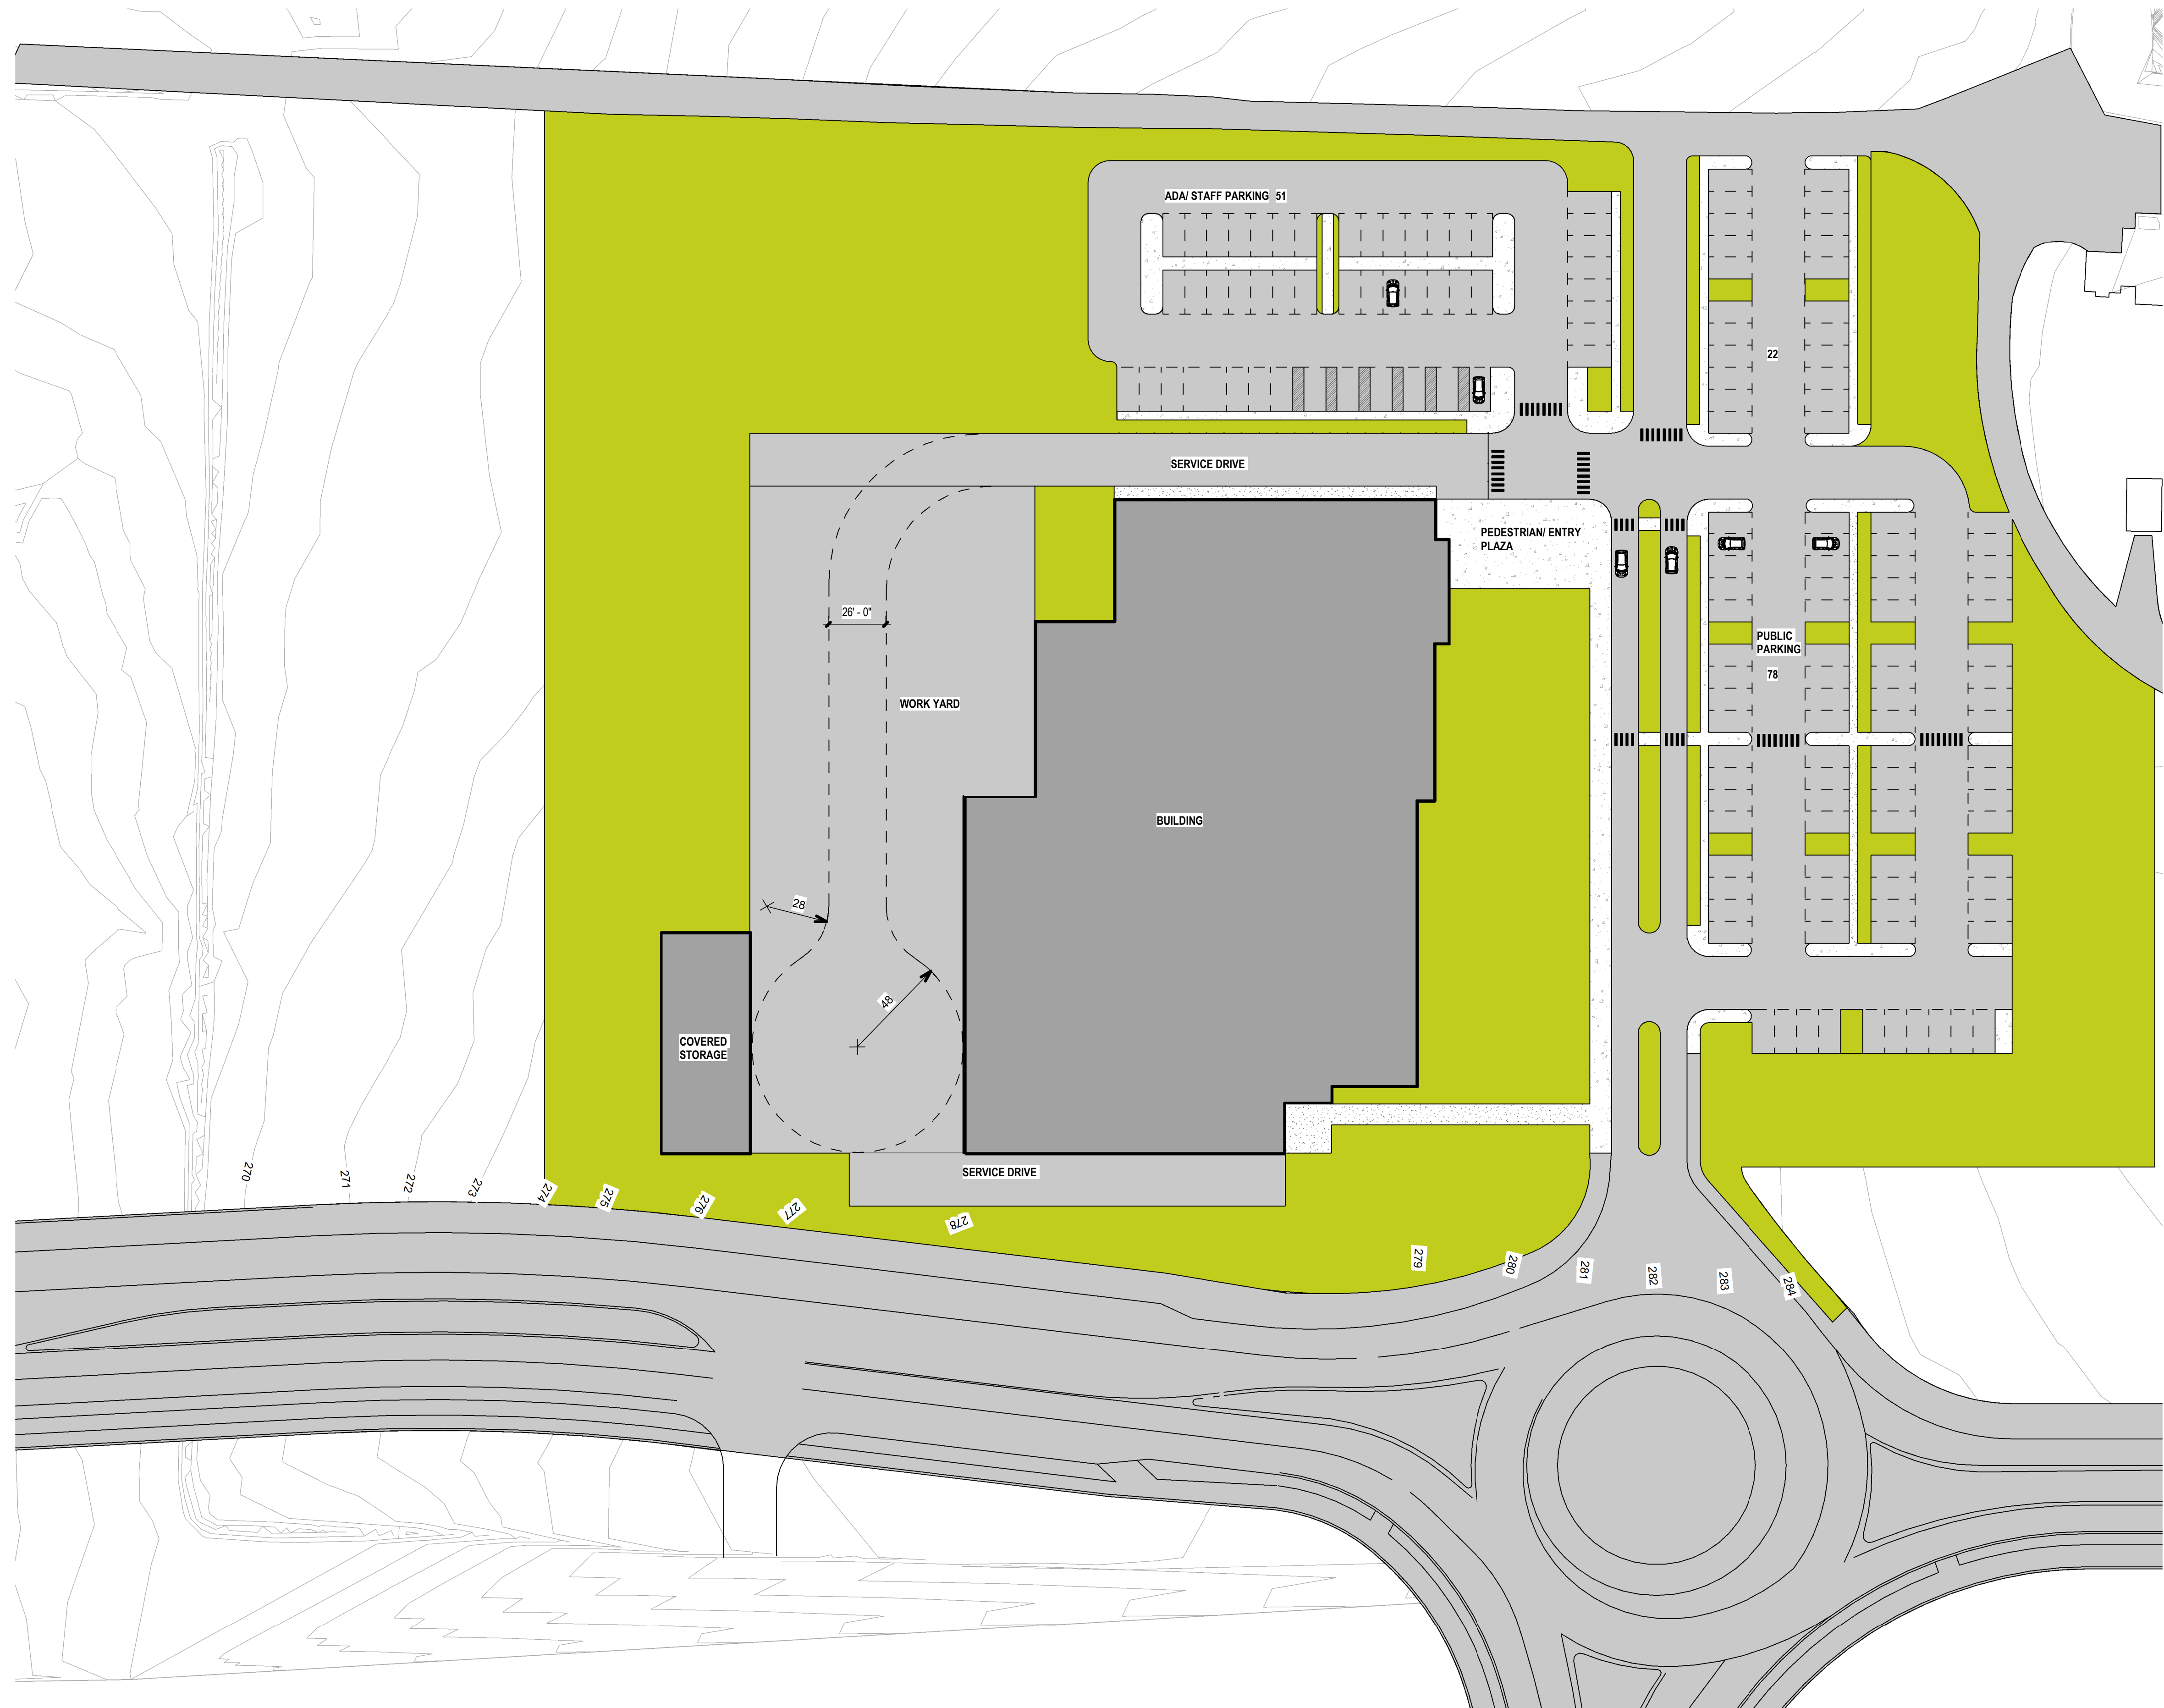 ADA/ STAFF PARKING 51
22
SERVICE DRIVE
PEDESTRIAN/ ENTRY
PLAZA
26' - 0"
PUBLIC
PARKING
78
WORK YARD
BUILDING
28
48
COVERED
STORAGE
SERVICE DRIVE
270
271
272
273
274
275
276
277
278
279
280
281
282
283
284